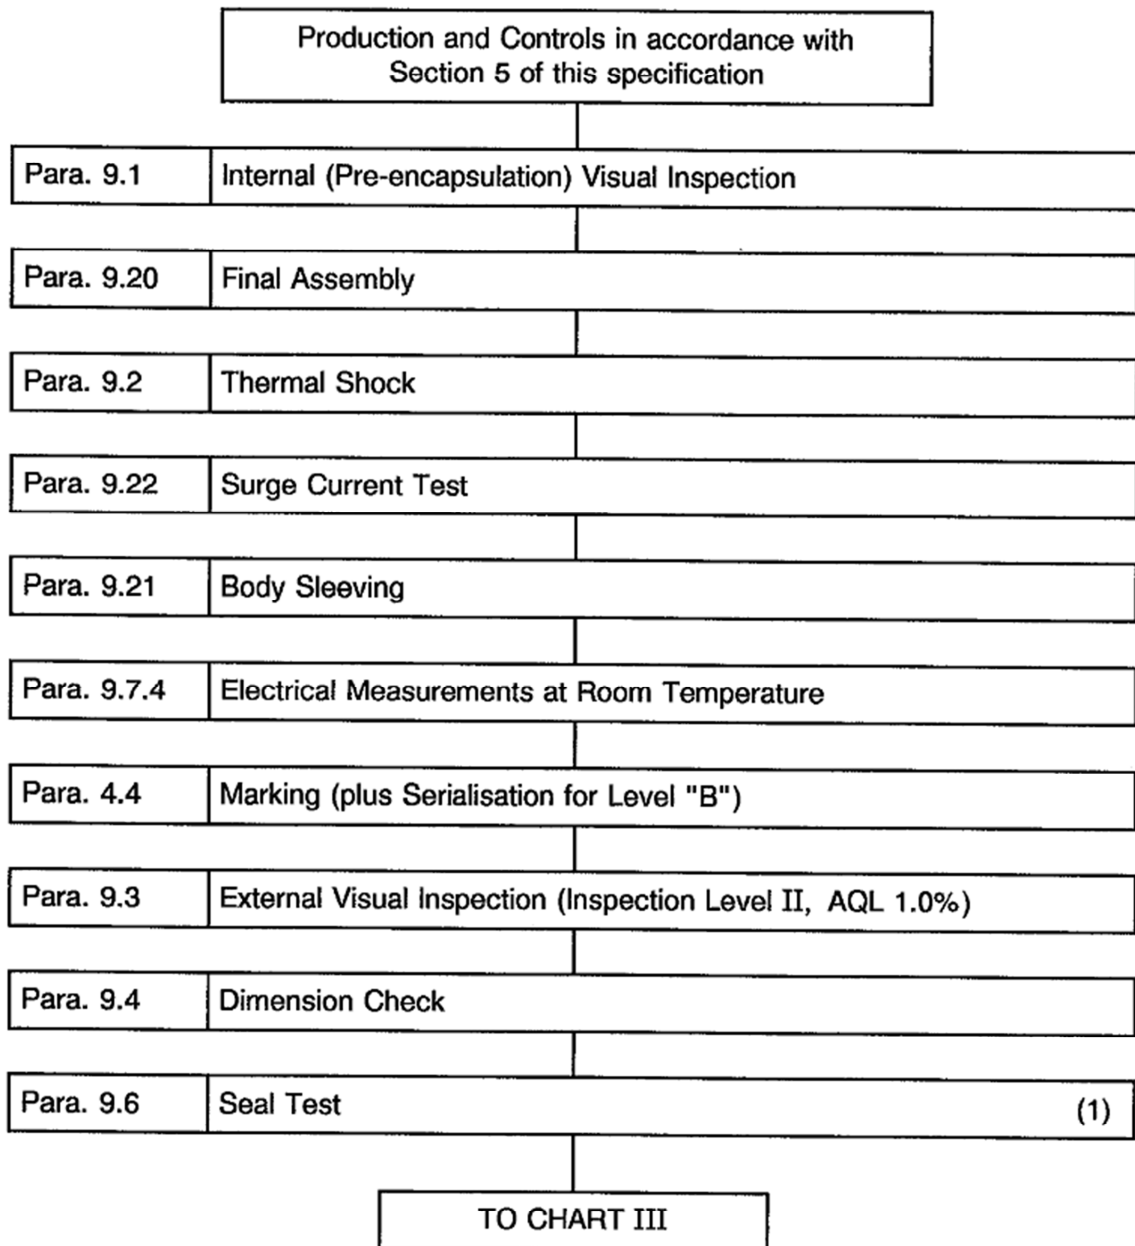 Production and Controls in accordance with
Section 5 of this specification
Para. 9.1 Internal (Pre-encapsulation) Visual Inspection
Para. 9.20 Final Assembly
Para. 9.2 Thermal Shock
Para. 9.22 Surge Current Test
Para. 9.21 Body Sleeving
Para. 9.7.4 Electrical Measurements at Room Temperature
Para. 4.4 Marking (plus Serialisation for Level "B")
Para. 9.3 External Visual Inspection (Inspection Level II, AQL 1.0%)
Para. 9.4 Dimension Check
Para. 9.6 Seal Test (1)
TO CHART III